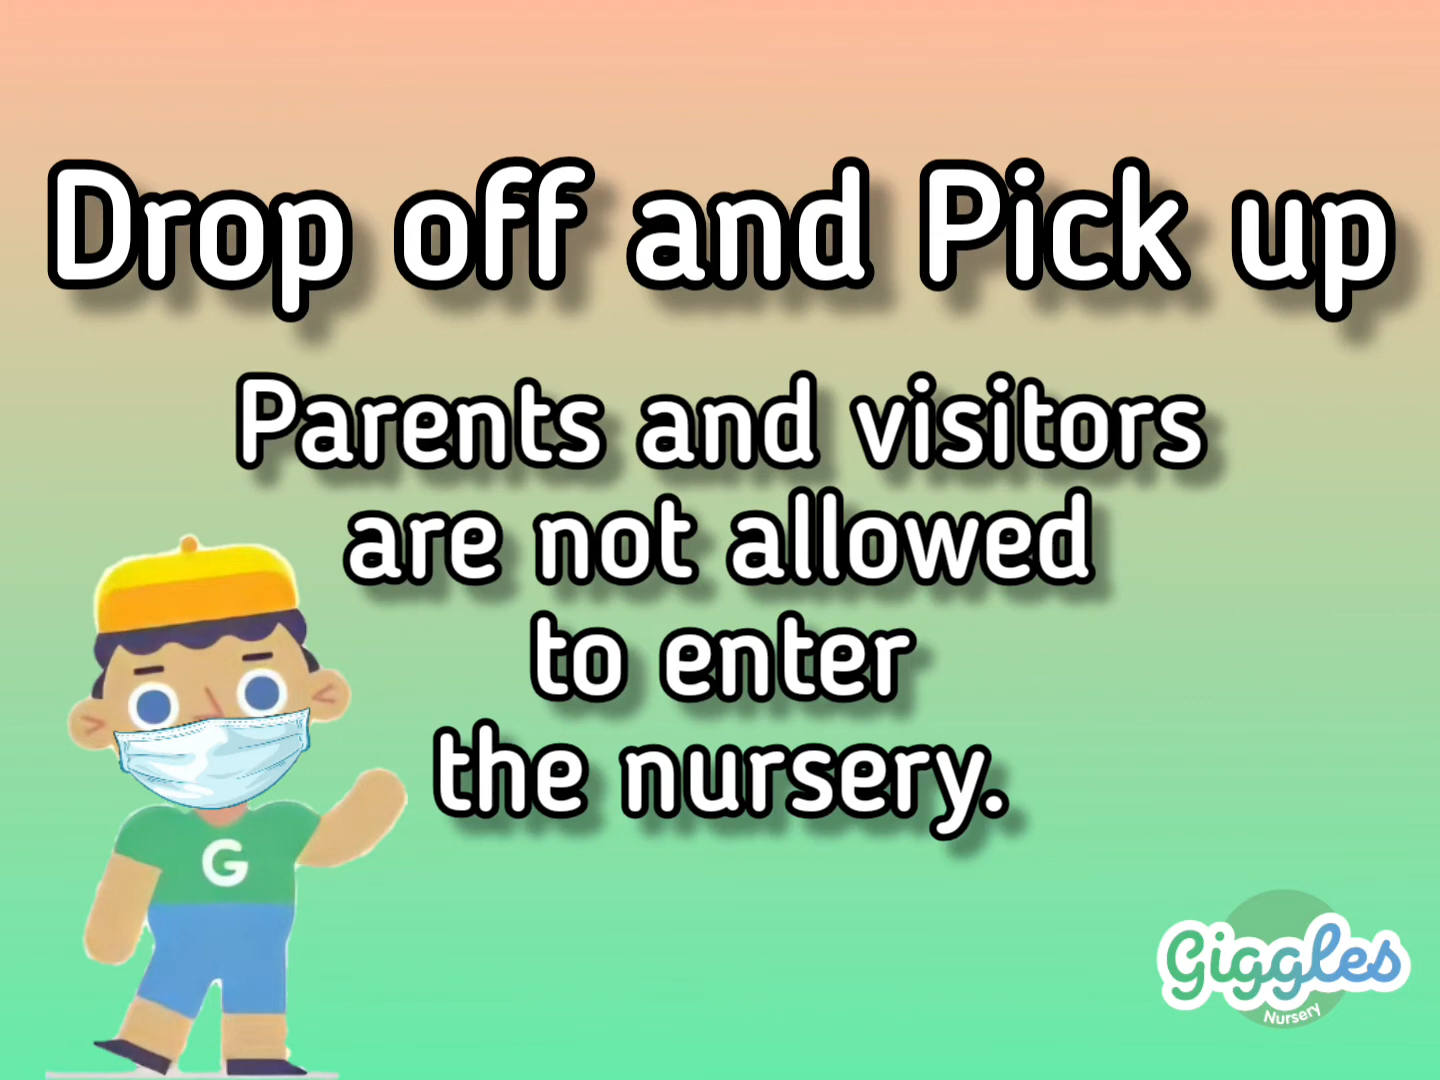 Drop off and Pick up
Parents and visitors
are not allowed
to enter
the nursery.
G
Giggles
Nursery